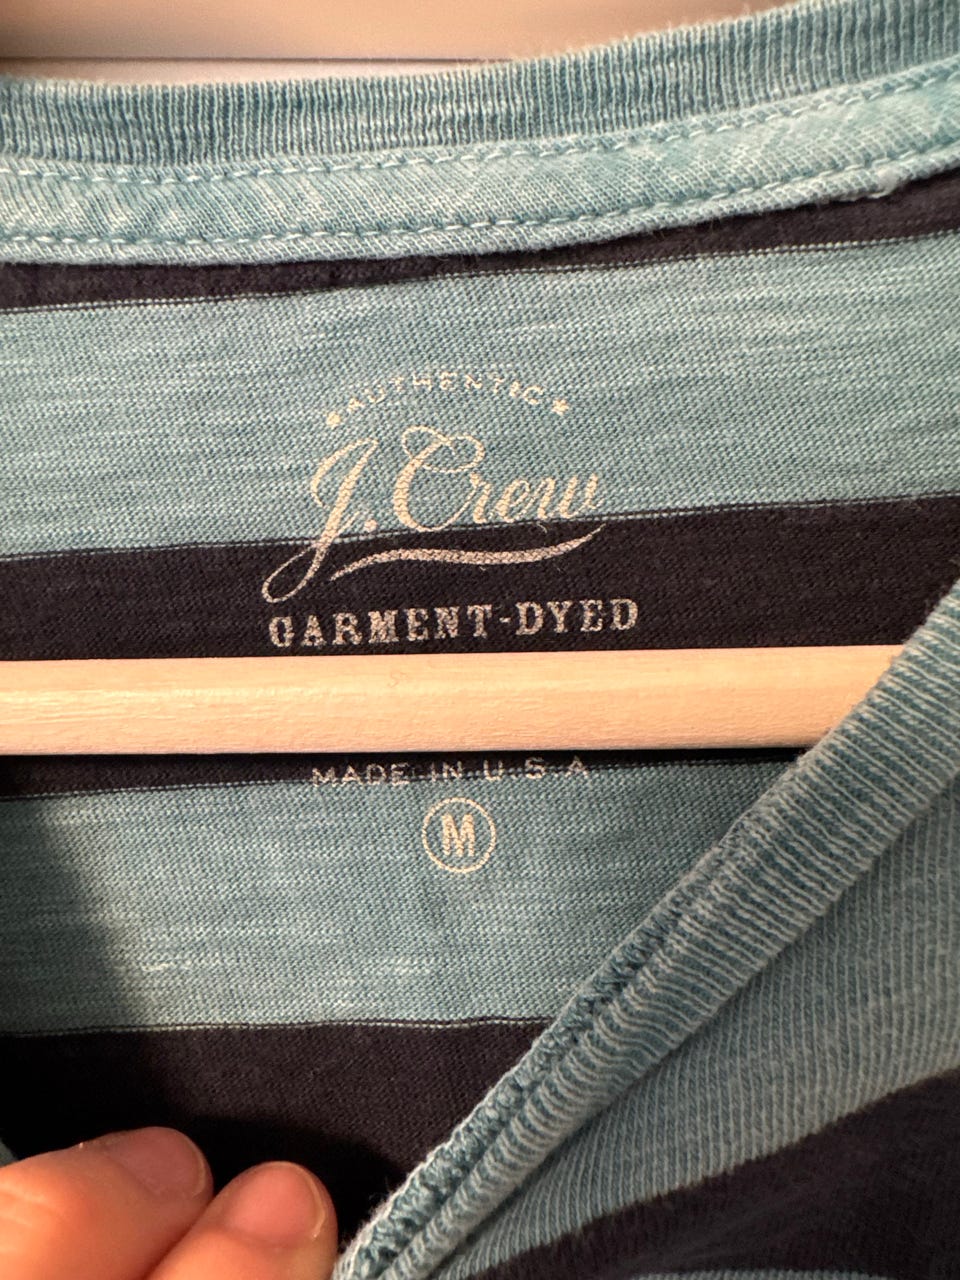 AUTHENTIC
J.Crew
GARMENT-DYED
MADE IN U S A
M